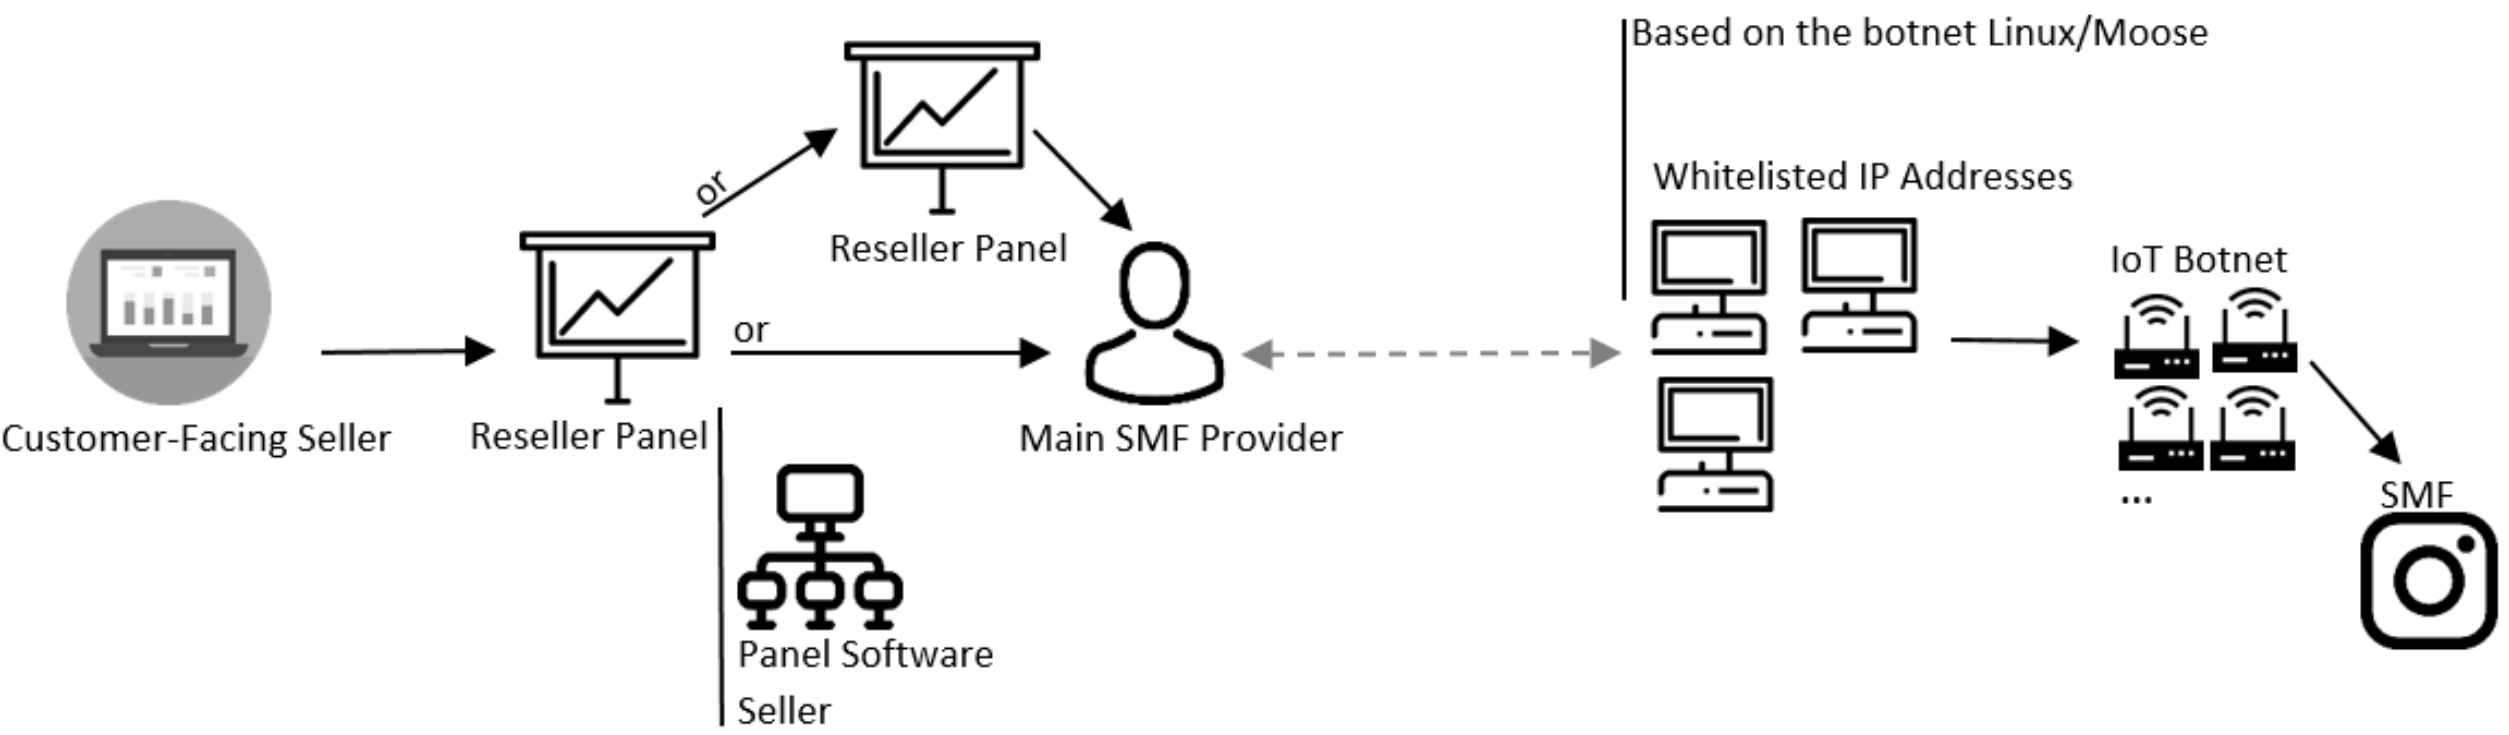 Based on the botnet Linux/Moose
or
Reseller Panel
Whitelisted IP Addresses
IoT Botnet
or
Customer-Facing Seller
Reseller Panel
Main SMF Provider
...
SMF
Panel Software
Seller